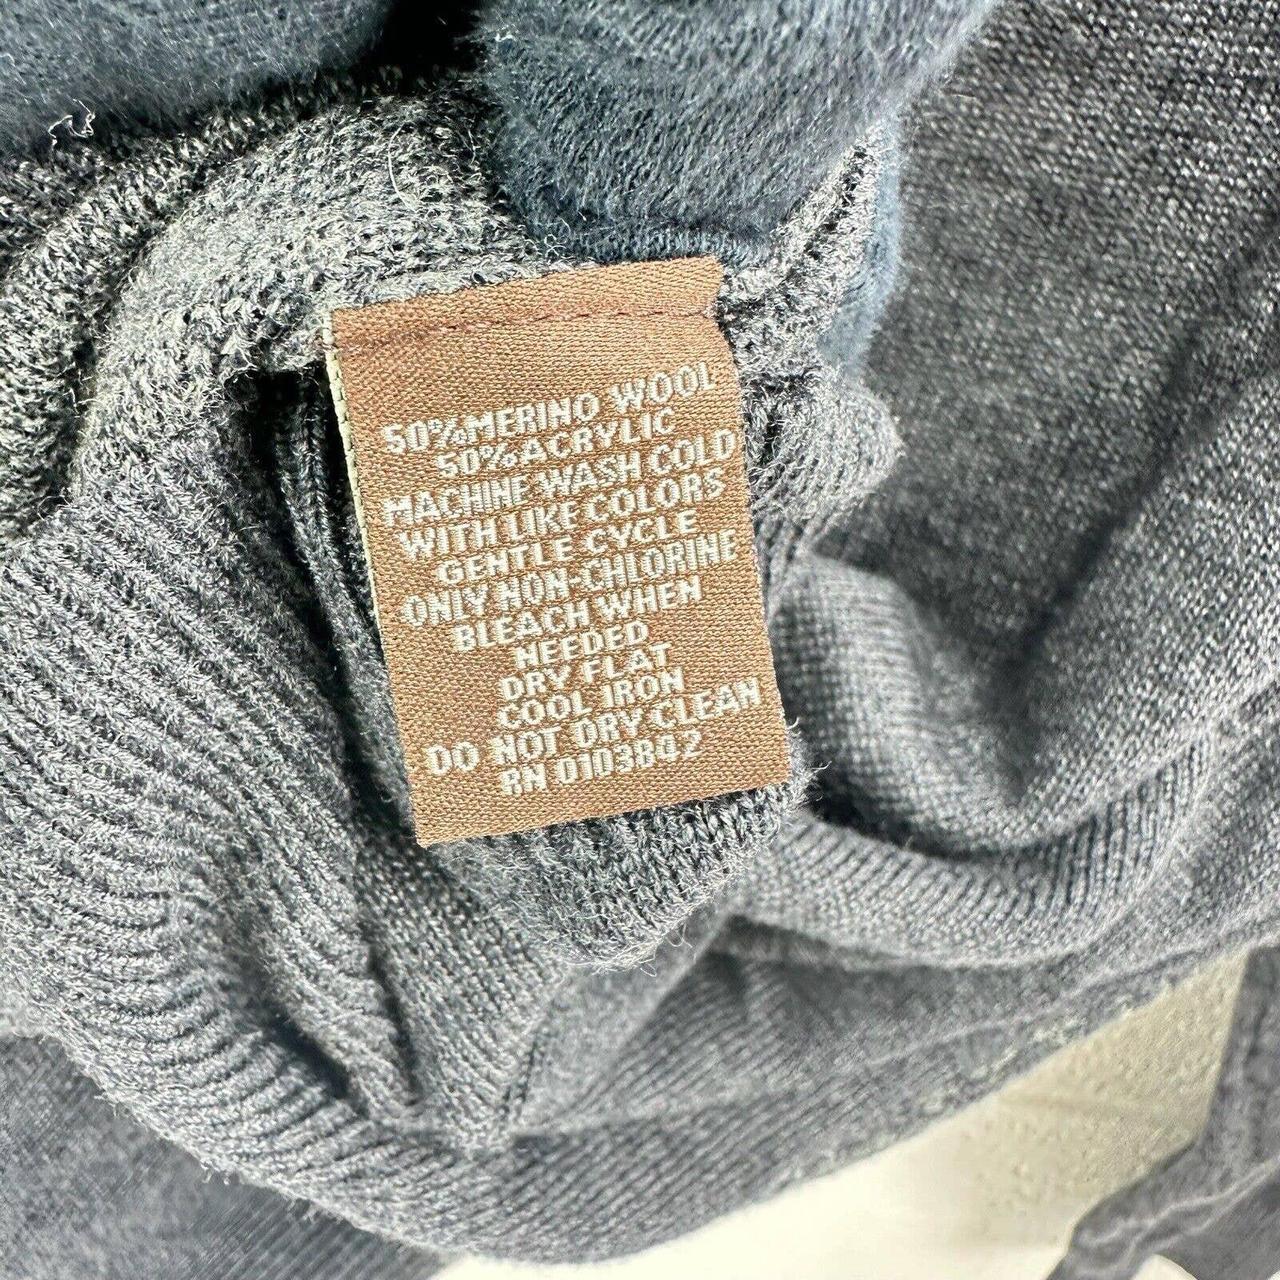 50%MERINO WOOL
50%ACRYLIC
MACHINE WASH COLD
WITH LIKE COLORS
GENTLE CYCLE
ONLY NON-CHLORINE
BLEACH WHEN
NEEDED
DRY FLAT
COOL IRON
DO NOT DRY CLEAN
RN 0103842